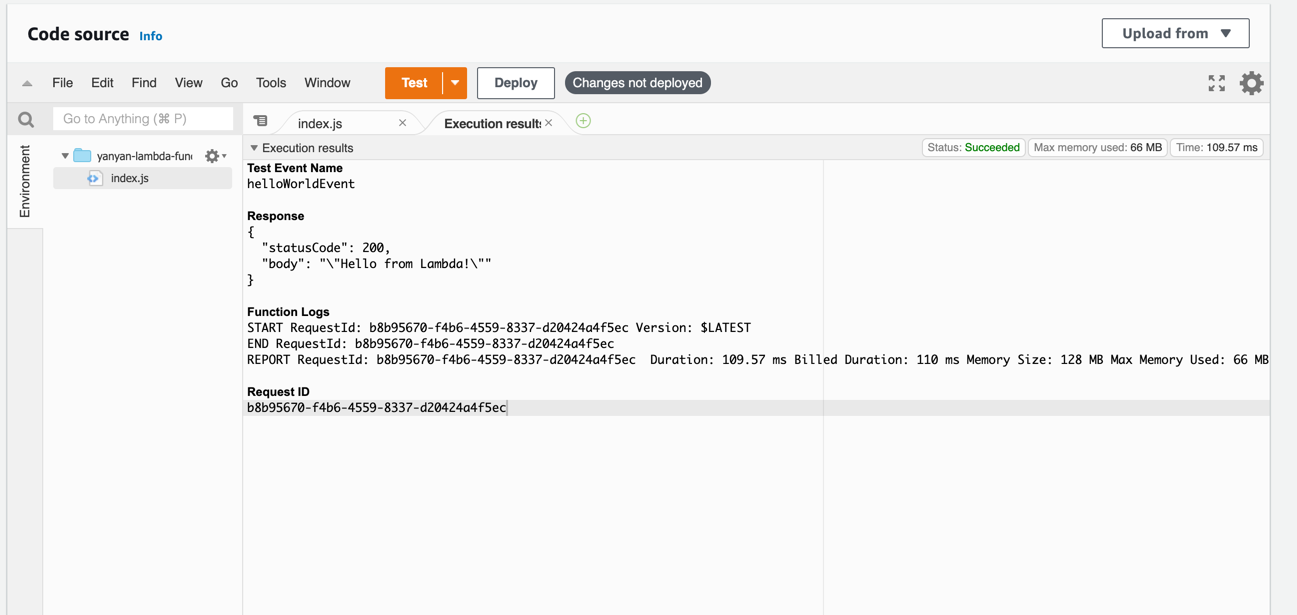 Code source Info
Upload from
File Edit Find View Go Tools Window Test Deploy Changes not deployed
Go to Anything (⌘ P)
index.js
Execution results
Environment
yanyan-lambda-fun
index.js
Execution results
Status: Succeeded Max memory used: 66 MB Time: 109.57 ms
Test Event Name
helloWorldEvent
Response
{
"statusCode": 200,
"body": "\"Hello from Lambda!\""
}
Function Logs
START RequestId: b8b95670-f4b6-4559-8337-d20424a4f5ec Version: $LATEST
END RequestId: b8b95670-f4b6-4559-8337-d20424a4f5ec
REPORT RequestId: b8b95670-f4b6-4559-8337-d20424a4f5ec Duration: 109.57 ms Billed Duration: 110 ms Memory Size: 128 MB Max Memory Used: 66 MB
Request ID
b8b95670-f4b6-4559-8337-d20424a4f5ec